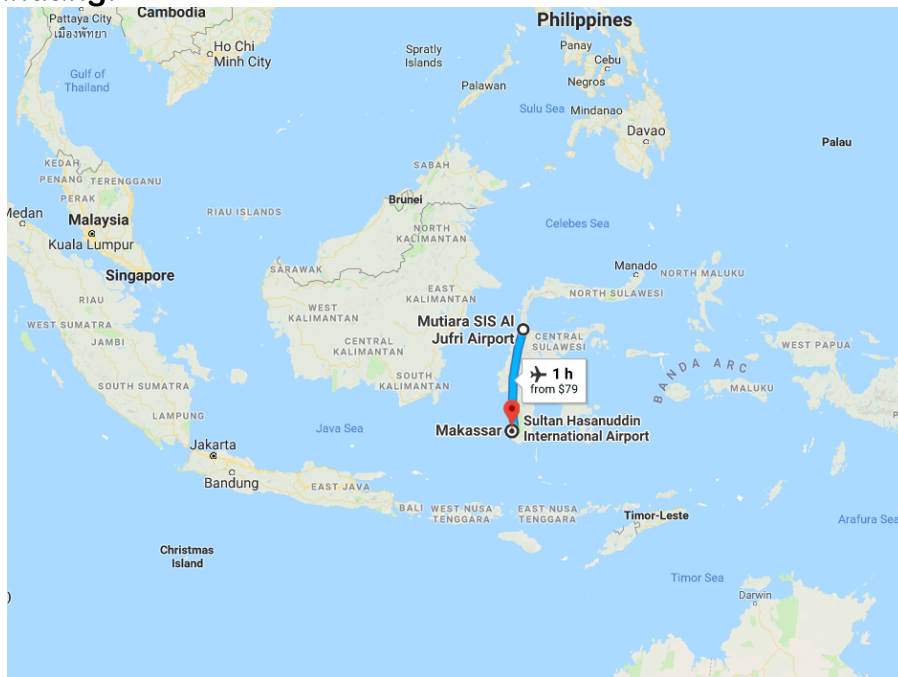 Cambodia
Pattaya City
เมืองพัทยา
Ho Chi
Minh City
Gulf of
Thailand
Spratly
Islands
Philippines
Panay
Cebu
Negros
Palawan
Sulu Sea
Mindanao
Davao
Palau
KEDAH
PENANG
TERENGGANU
PERAK
Medan
Malaysia
Kuala Lumpur
RIAU ISLANDS
Singapore
SABAH
Brunei
NORTH
KALIMANTAN
SARAWAK
Celebes Sea
Manado
NORTH MALUKU
NORTH SULAWESI
EAST
KALIMANTAN
WEST
KALIMANTAN
CENTRAL
KALIMANTAN
SOUTH
KALIMANTAN
Mutiara SIS Al
Jufri Airport
CENTRAL
SULAWESI
RIAU
WEST SUMATRA
JAMBI
SOUTH SUMATRA
LAMPUNG
1 h
from $79
BANDA ARC
MALUKU
WEST PAPUA
P
Makassar
Sultan Hasanuddin
International Airport
Java Sea
Jakarta
Bandung
EAST JAVA
BALI
WEST NUSA
TENGGARA
EAST NUSA
TENGGARA
Timor-Leste
Arafura Sea
Christmas
Island
Timor Sea
Darwin
)